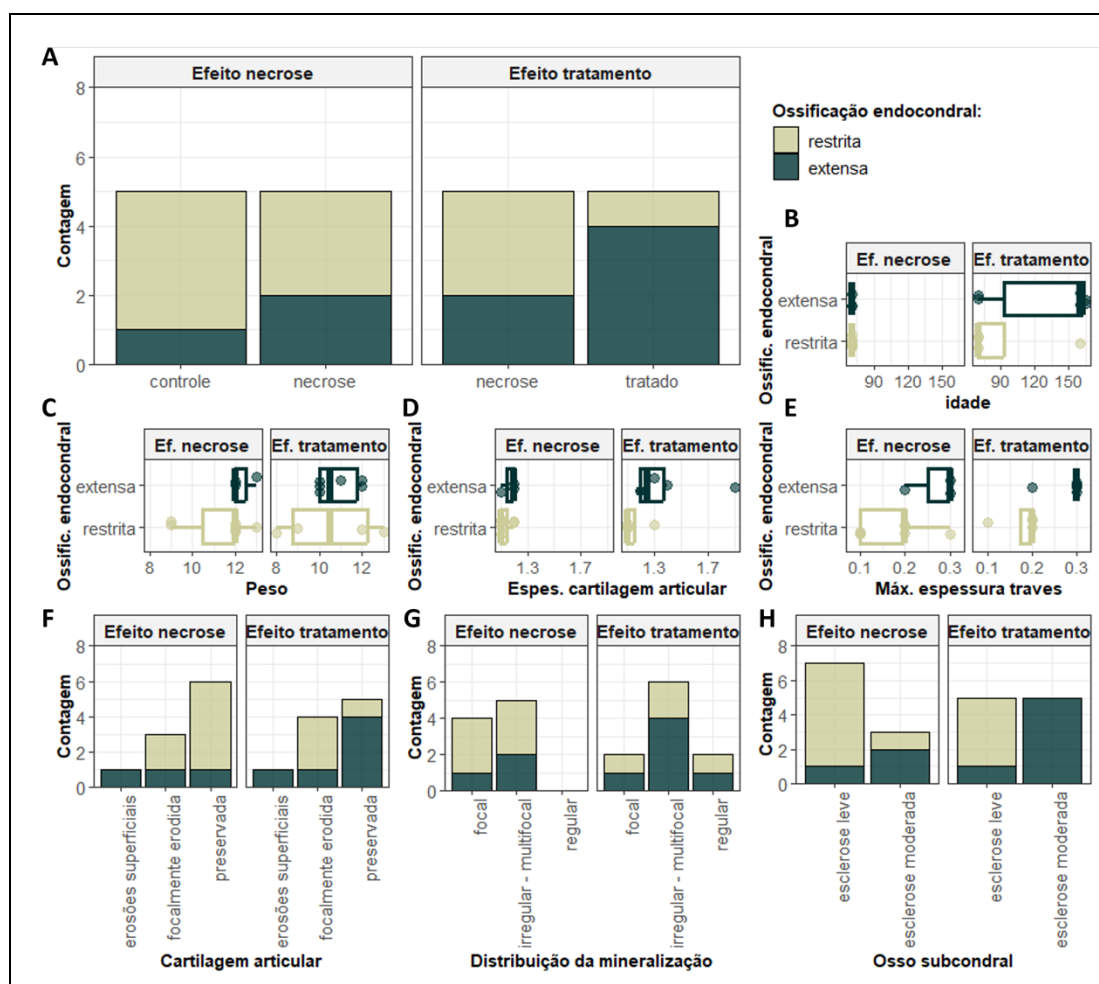 A
Efeito necrose Efeito tratamento
8
6
4
2
0
Contagem
controle necrose necrose tratado
Ossificação endocondral:
restrita
extensa
B
Ef. necrose Ef. tratamento
Ossific. endocondral
extensa
restrita
90 120 150 90 120 150
idade
C
Ef. necrose Ef. tratamento
Ossific. endocondral
extensa
restrita
8 10 12 8 10 12
Peso
D
Ef. necrose Ef. tratamento
Ossific. endocondral
extensa
restrita
1.3 1.7 1.3 1.7
Espes. cartilagem articular
E
Ef. necrose Ef. tratamento
Ossific. endocondral
extensa
restrita
0.1 0.2 0.3 0.1 0.2 0.3
Máx. espessura traves
F
Efeito necrose Efeito tratamento
8
6
4
2
0
Contagem
erosões superficiais
focalmente erodida
preservada
erosões superficiais
focalmente erodida
preservada
Cartilagem articular
G
Efeito necrose Efeito tratamento
8
6
4
2
0
Contagem
focal
irregular - multifocal
regular
focal
irregular - multifocal
regular
Distribuição da mineralização
H
Efeito necrose Efeito tratamento
8
6
4
2
0
Contagem
esclerose leve
esclerose moderada
esclerose leve
esclerose moderada
Osso subcondral